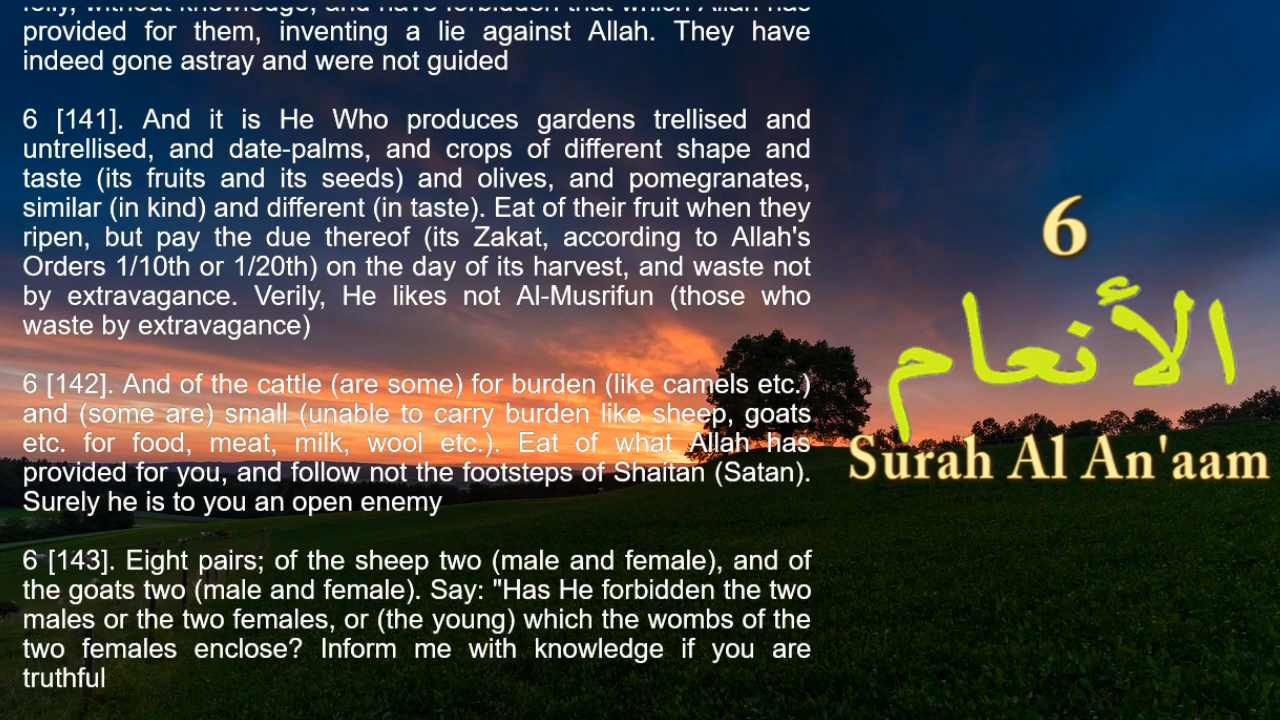 folly, without knowledge, and have forbidden that which Allah has
provided for them, inventing a lie against Allah. They have
indeed gone astray and were not guided
6 [141]. And it is He Who produces gardens trellised and
untrellised, and date-palms, and crops of different shape and
taste (its fruits and its seeds) and olives, and pomegranates,
similar (in kind) and different (in taste). Eat of their fruit when they
ripen, but pay the due thereof (its Zakat, according to Allah's
Orders 1/10th or 1/20th) on the day of its harvest, and waste not
by extravagance. Verily, He likes not Al-Musrifun (those who
waste by extravagance)
6 [142]. And of the cattle (are some) for burden (like camels etc.)
and (some are) small (unable to carry burden like sheep, goats
etc. for food, meat, milk, wool etc.). Eat of what Allah has
provided for you, and follow not the footsteps of Shaitan (Satan).
Surely he is to you an open enemy
6 [143]. Eight pairs; of the sheep two (male and female), and of
the goats two (male and female). Say: "Has He forbidden the two
males or the two females, or (the young) which the wombs of the
two females enclose? Inform me with knowledge if you are
truthful
6
الأنعام
Surah Al An'aam